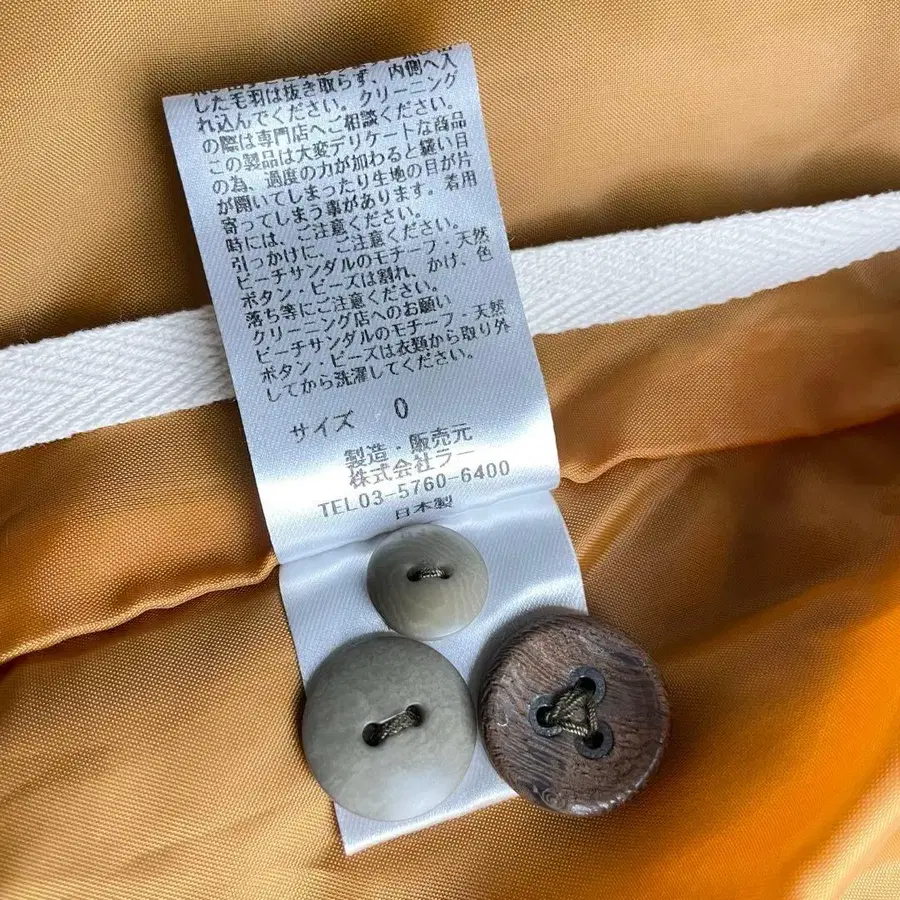 した毛羽は抜き取らず、内側へ入
れ込んでください。クリーニング
の際は専門店へご相談ください。
この製品は大変デリケートな商品
の為、過度の力が加わると縫い目
が開いてしまったり生地の目が片
寄ってしまう事があります。着用
時には、ご注意ください。
引っかけに、ご注意ください。
ビーチサンダルのモチーフ・天然
ボタン・ビーズは割れ、かけ、色
落ち等にご注意ください。
クリーニング店へのお願い
ビーチサンダルのモチーフ・天然
ボタン・ビーズは衣類から取り外
してから洗濯してください。
サイズ 0
製造・販売元
株式会社ラー
TEL03-5760-6400
日本製